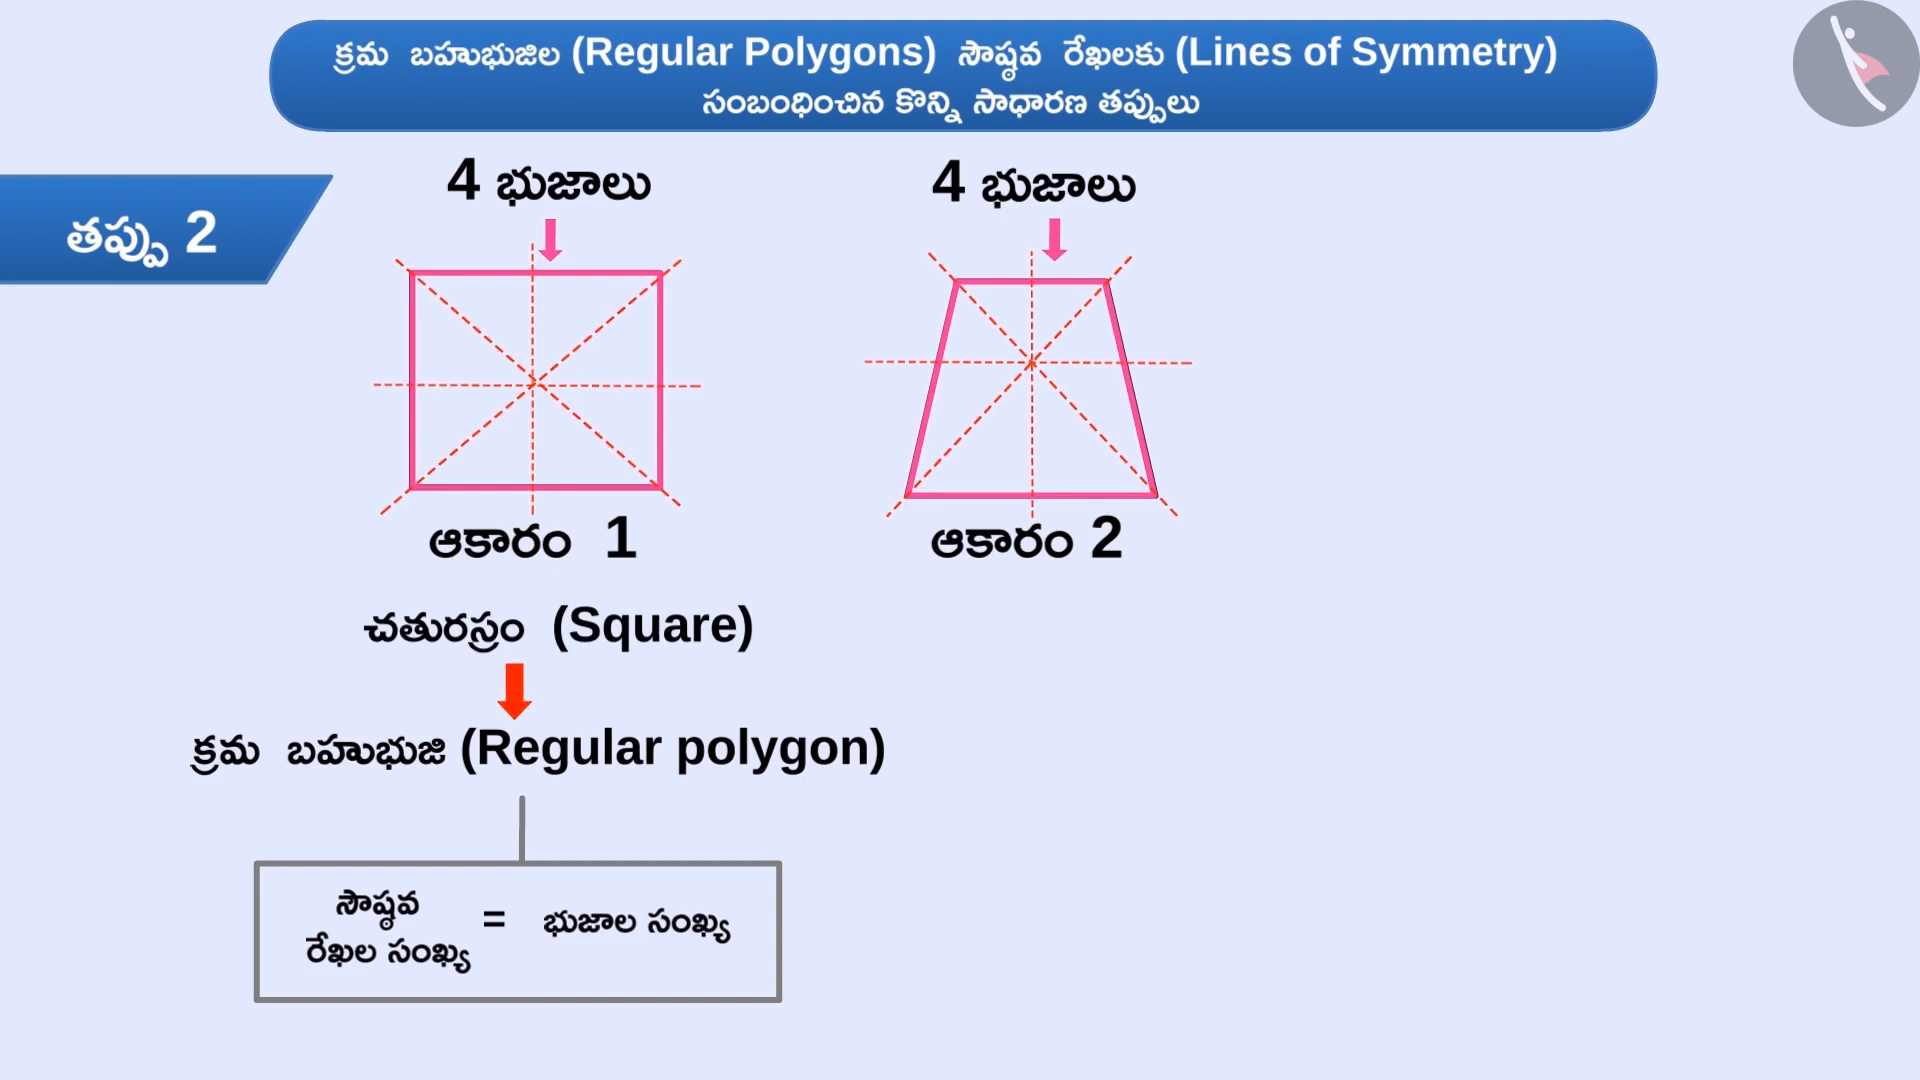 క్రమ బహుభుజిల (Regular Polygons) సౌష్ఠవ రేఖలకు (Lines of Symmetry)
సంబంధించిన కొన్ని సాధారణ తప్పులు
తప్పు 2
4 భుజాలు
4 భుజాలు
ఆకారం 1
ఆకారం 2
చతురస్రం (Square)
క్రమ బహుభుజి (Regular polygon)
సౌష్ఠవ
రేఖల సంఖ్య = భుజాల సంఖ్య